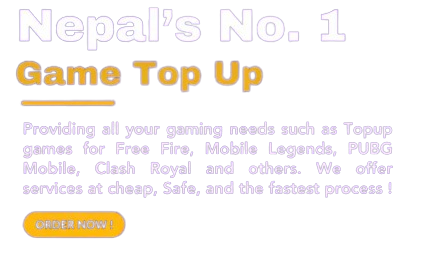 Nepal's No. 1
Game Top Up
Providing all your gaming needs such as Topup
games for Free Fire, Mobile Legends, PUBG
Mobile, Clash Royal and others. We offer
services at cheap, Safe, and the fastest process !
ORDER NOW !